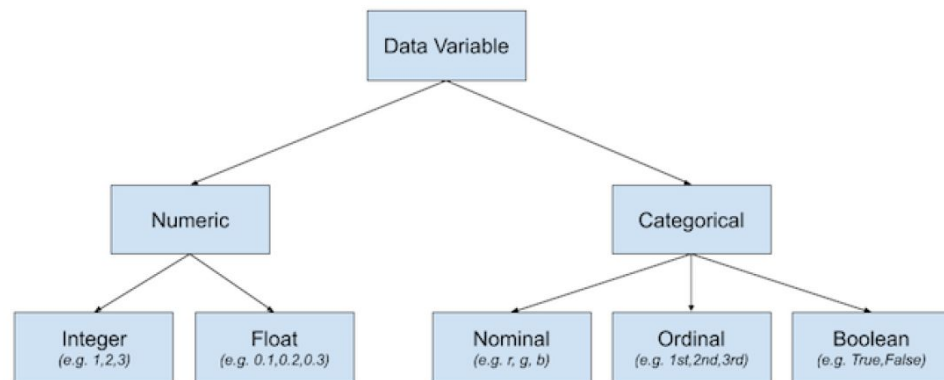 Data Variable
Numeric
Categorical
Integer
(e.g. 1,2,3)
Float
(e.g. 0.1,0.2,0.3)
Nominal
(e.g. r, g, b)
Ordinal
(e.g. 1st,2nd,3rd)
Boolean
(e.g. True,False)